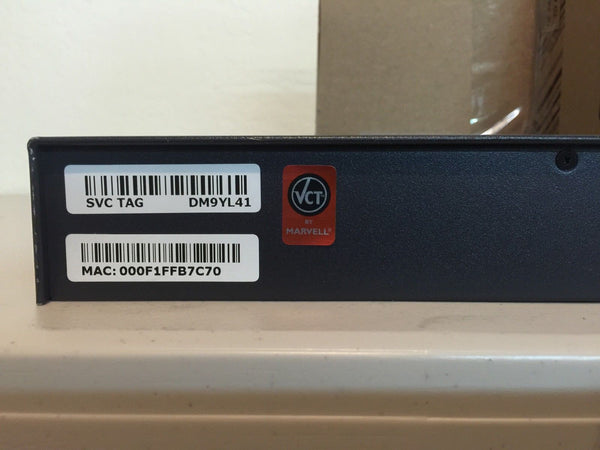 SVC TAG DM9YL41
MAC: 000F1FFB7C70
VCT
BY
MARVELL®